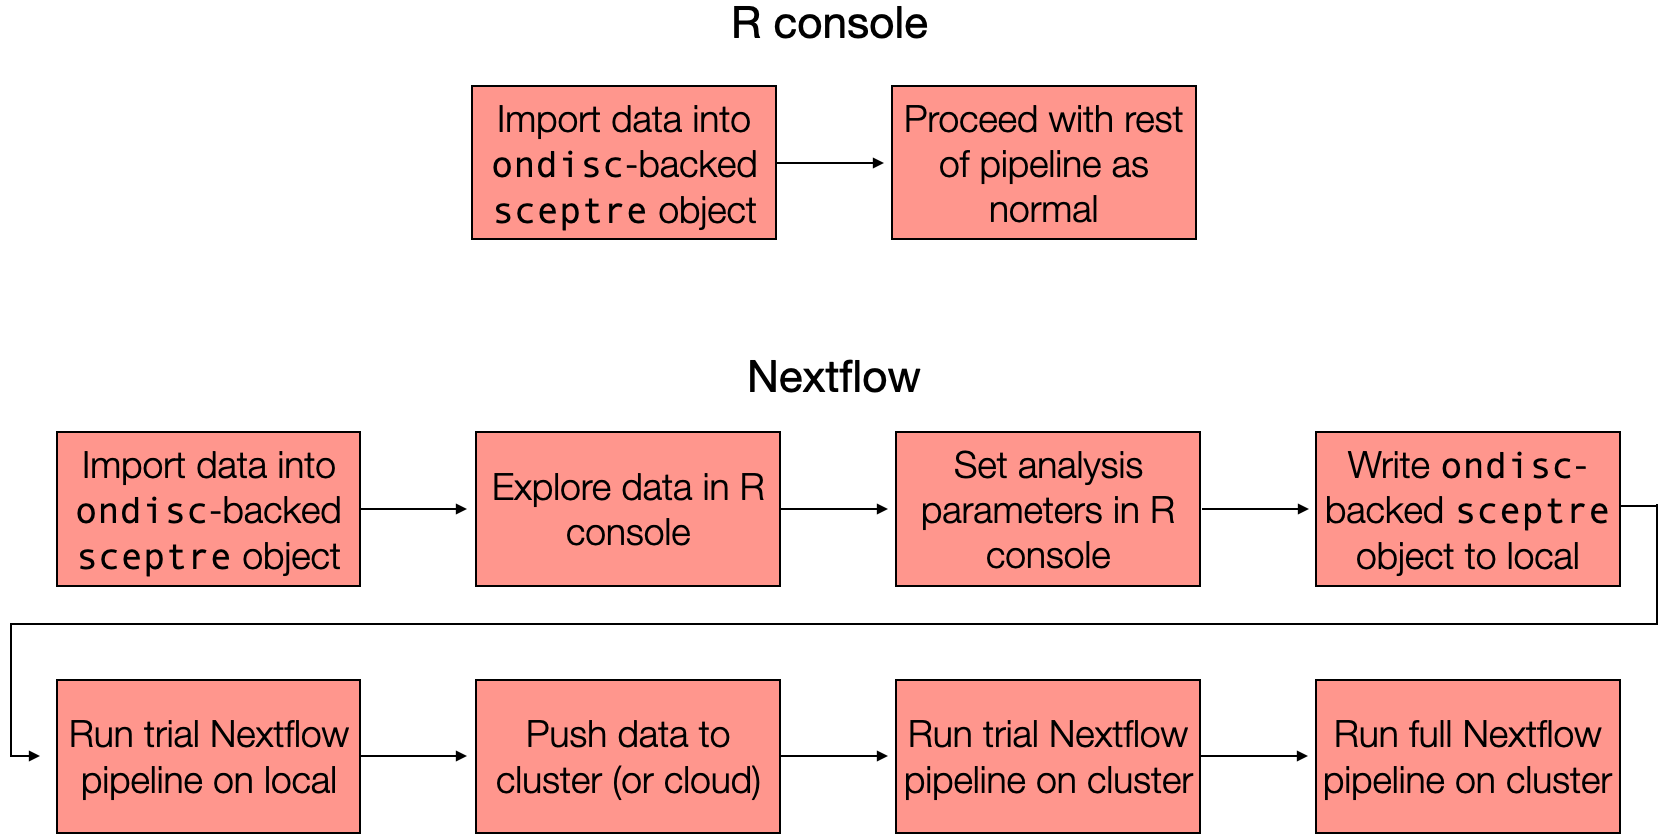 R console
Import data into
ondisc-backed
sceptre object
Proceed with rest
of pipeline as
normal
Nextflow
Import data into
ondisc-backed
sceptre object
Explore data in R
console
Set analysis
parameters in R
console
Write ondisc-
backed sceptre
object to local
Run trial Nextflow
pipeline on local
Push data to
cluster (or cloud)
Run trial Nextflow
pipeline on cluster
Run full Nextflow
pipeline on cluster